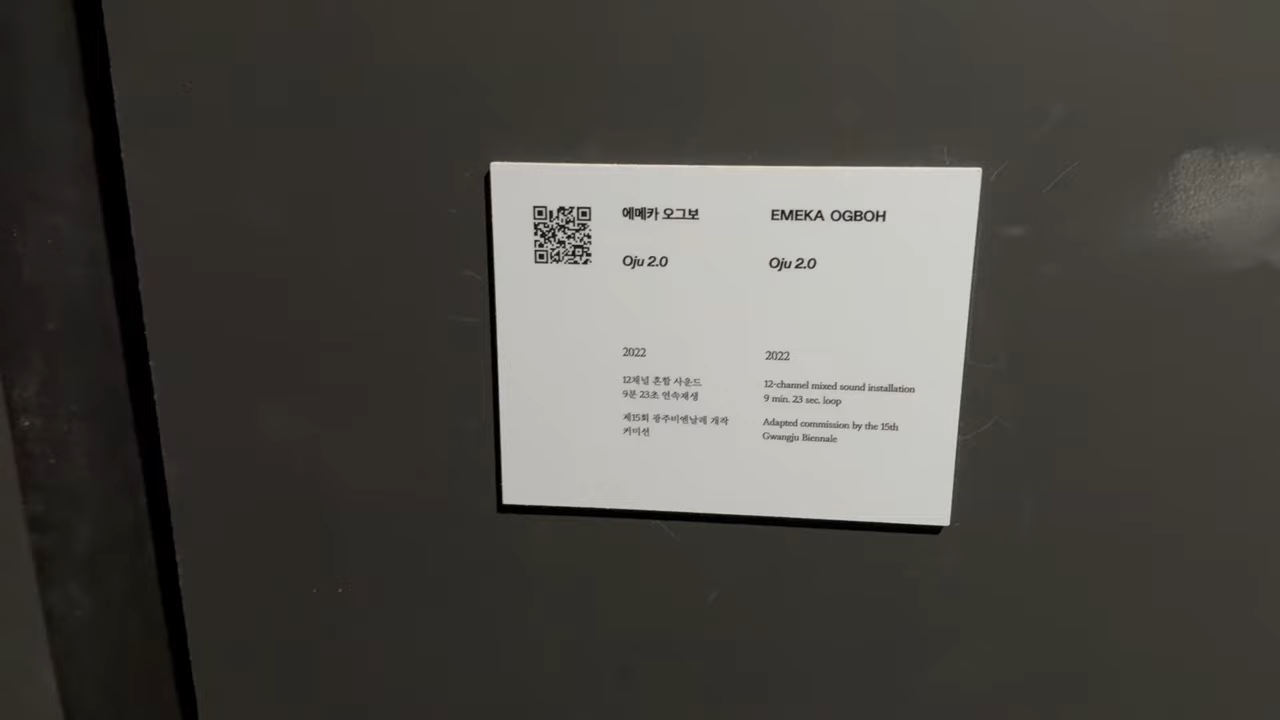 에메카 오그보
Oju 2.0
2022
12채널 혼합 사운드
9분 23초 연속재생
제15회 광주비엔날레 개작
커미션
EMEKA OGBOH
Oju 2.0
2022
12-channel mixed sound installation
9 min. 23 sec. loop
Adapted commission by the 15th
Gwangju Biennale